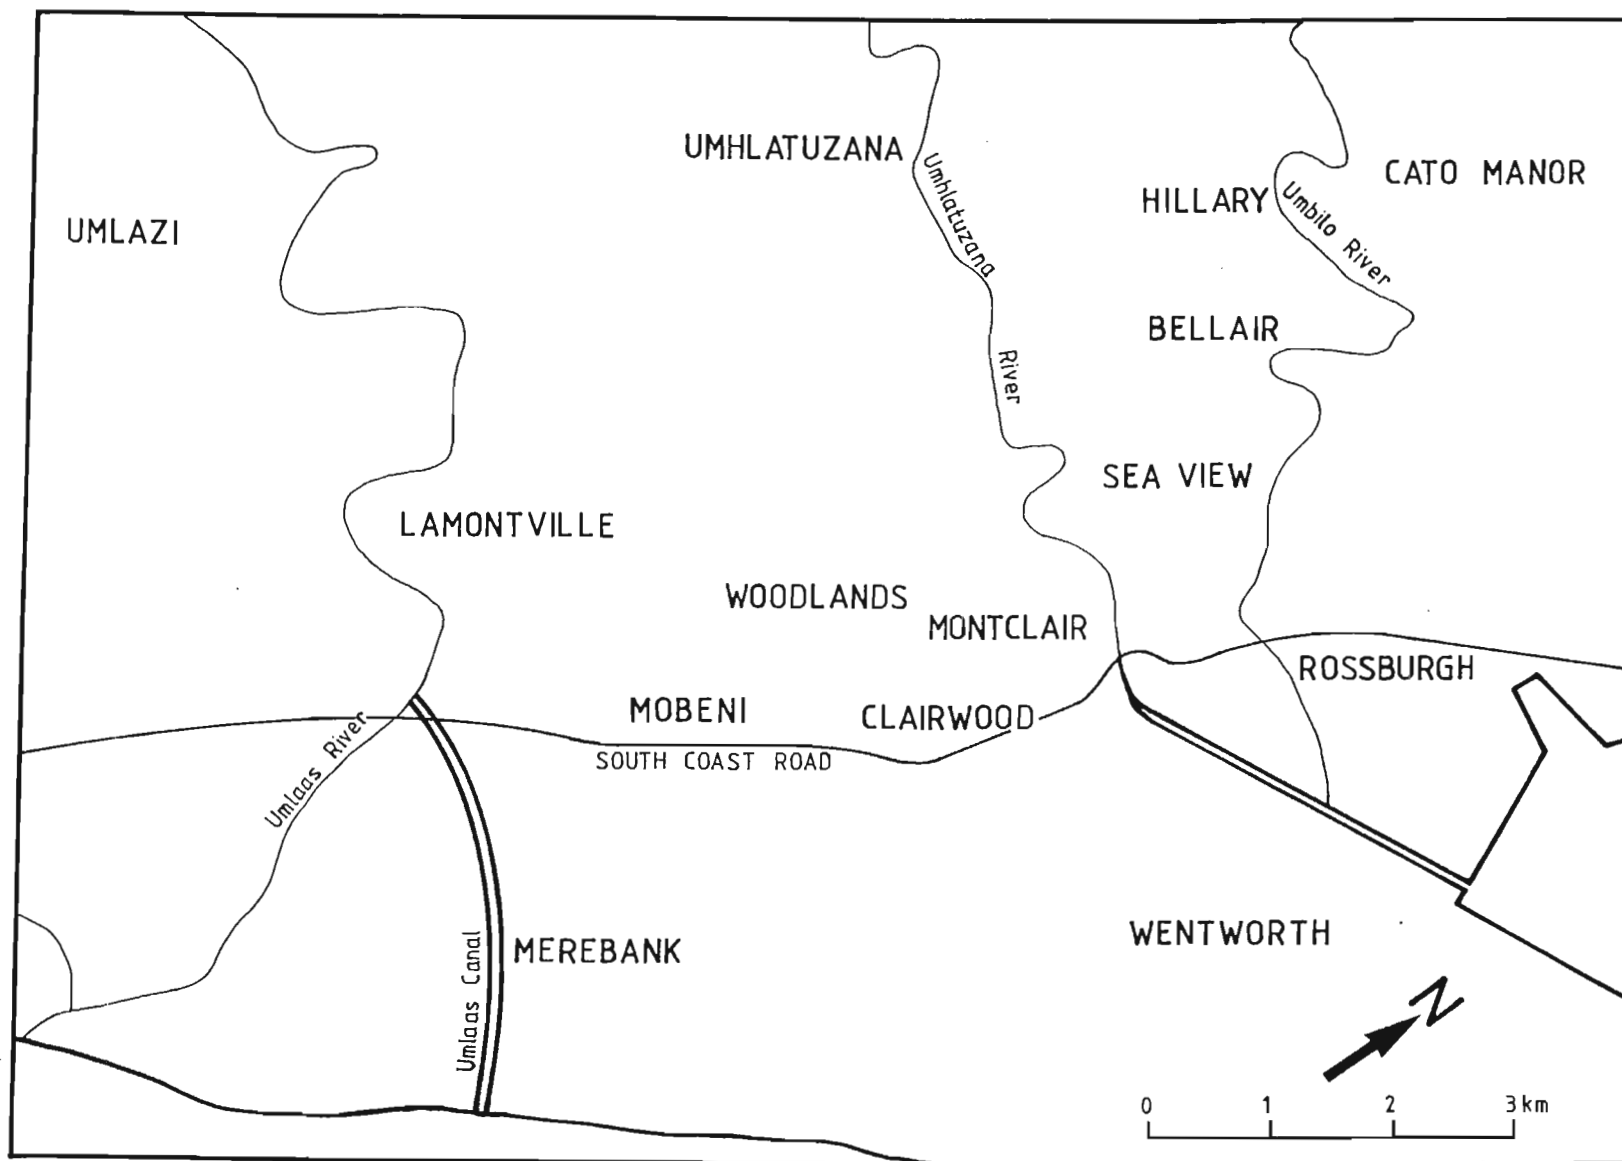 UMHLATUZANA
Umhlatuzana
River
CATO MANOR
HILLARY
Umbilo River
UMLAZI
BELLAIR
SEA VIEW
LAMONTVILLE
WOODLANDS
MONTCLAIR
ROSSBURGH
MOBENI
CLAIRWOOD
SOUTH COAST ROAD
Umlaas River
WENTWORTH
MEREBANK
Umlaas Canal
N
0 1 2 3 km